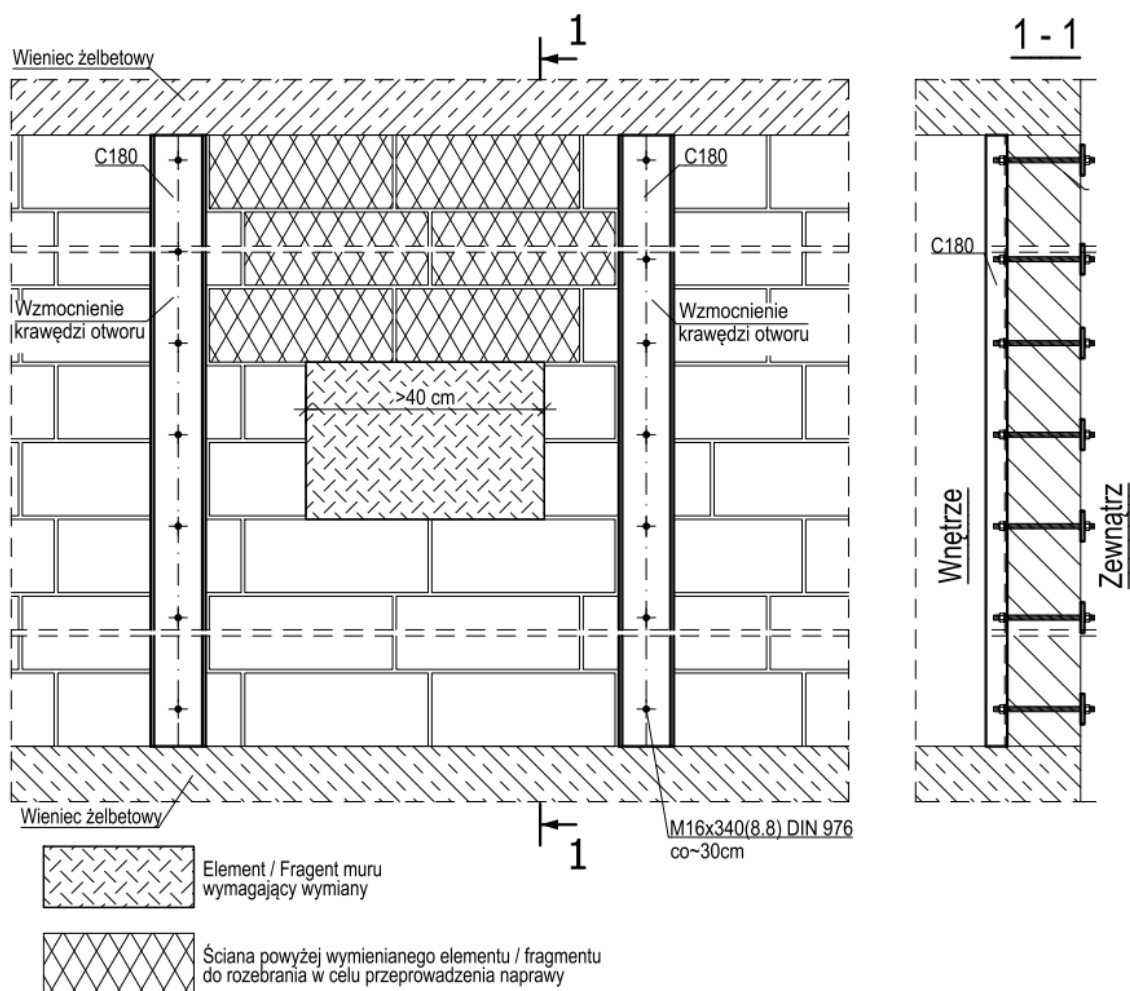 Wieniec żelbetowy
1
1 - 1
C180
C180
C180
Wzmocnienie
krawędzi otworu
Wzmocnienie
krawędzi otworu
>40 cm
Wnętrze
Zewnątrz
Wieniec żelbetowy
1
M16x340(8.8) DIN 976
co~30cm
Element / Fragent muru
wymagający wymiany
Ściana powyżej wymienianego elementu / fragmentu
do rozebrania w celu przeprowadzenia naprawy